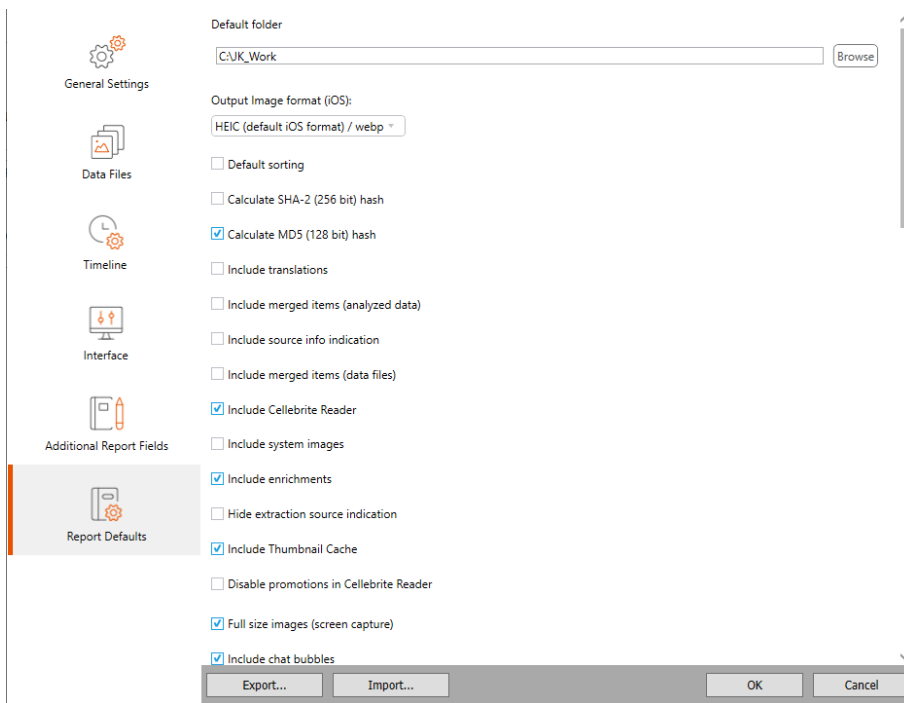 General Settings
Data Files
Timeline
Interface
Additional Report Fields
Report Defaults
Default folder
C:\JK_Work
Browse
Output Image format (iOS):
HEIC (default iOS format) / webp
Default sorting
Calculate SHA-2 (256 bit) hash
Calculate MD5 (128 bit) hash
Include translations
Include merged items (analyzed data)
Include source info indication
Include merged items (data files)
Include Cellebrite Reader
Include system images
Include enrichments
Hide extraction source indication
Include Thumbnail Cache
Disable promotions in Cellebrite Reader
Full size images (screen capture)
Include chat bubbles
Export...
Import...
OK
Cancel